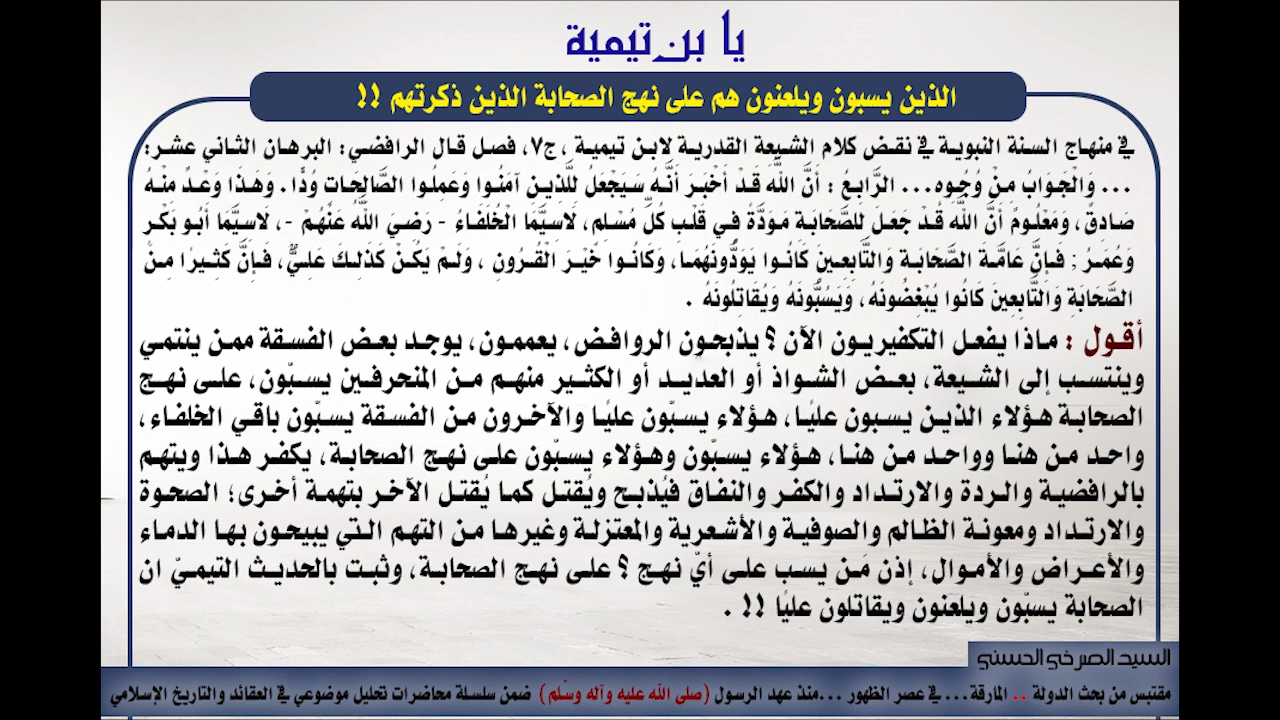 يا بن تيمية
الذين يسبون ويلعنون هم على نهج الصحابة الذين ذكرتهم !!
في منهاج السنة النبوية في نقض كلام الشيعة القدرية لابن تيمية ، ج٧، فصل قال الرافضي: البرهان الثاني عشر:
... وَالْجَوَابُ مِنْ وُجُوهٍ... الرَّابِعُ : أَنَّ اللَّهَ قَدْ أَخْبَرَ أَنَّهُ سَيَجْعَلُ لِلَّذِينَ آمَنُوا وَعَمِلُوا الصَّالِحَاتِ وُدًّا. وَهَذَا وَعْدٌ مِنْهُ
صَادِقٌ، وَمَعْلُومٌ أَنَّ اللَّهَ قَدْ جَعَلَ لِلصَّحَابَةِ مَوَدَّةً فِي قَلْبِ كُلِّ مُسْلِمٍ، لَاسِيَّمَا الْخُلَفَاءُ - رَضِيَ اللَّهُ عَنْهُمْ -، لَاسِيَّمَا أَبُو بَكْرٍ
وَعُمَرُ ; فَإِنَّ عَامَّةَ الصَّحَابَةِ وَالتَّابِعِينَ كَانُوا يَوَدُّونَهُمَا، وَكَانُوا خَيْرَ الْقُرُونِ ، وَلَمْ يَكُنْ كَذَلِكَ عَلِيٌّ، فَإِنَّ كَثِيرًا مِنَ
الصَّحَابَةِ وَالتَّابِعِينَ كَانُوا يُبْغِضُونَهُ، وَيَسُبُّونَهُ وَيُقَاتِلُونَهُ .
أقول : ماذا يفعل التكفيريون الآن ؟ يذبحون الروافض، يعممون، يوجد بعض الفسقة ممن ينتمي
وينتسب إلى الشيعة، بعض الشواذ أو العديد أو الكثير منهم من المنحرفين يسبّون، على نهج
الصحابة هؤلاء الذين يسبون عليًا، هؤلاء يسبّون عليًا والآخرون من الفسقة يسبّون باقي الخلفاء،
واحد من هنا وواحد من هنا، هؤلاء يسبّون وهؤلاء يسبّون على نهج الصحابة، يكفر هذا ويتهم
بالرافضية والردة والارتداد والكفر والنفاق فيُذبح ويُقتل كما يُقتل الآخر بتهمة أخرى؛ الصحوة
والارتداد ومعونة الظالم والصوفية والأشعرية والمعتزلة وغيرها من التهم التي يبيحون بها الدماء
والأعراض والأموال، إذن مَن يسب على أيّ نهج ؟ على نهج الصحابة، وثبت بالحديث التيميّ ان
الصحابة يسبّون ويلعنون ويقاتلون عليًا !! .
السيد الصرخي الحسني
مقتبس من بحث الدولة .. المارقة... في عصر الظهور ...منذ عهد الرسول (صلى الله عليه وآله وسلّم) ضمن سلسلة محاضرات تحليل موضوعي في العقائد والتاريخ الإسلامي